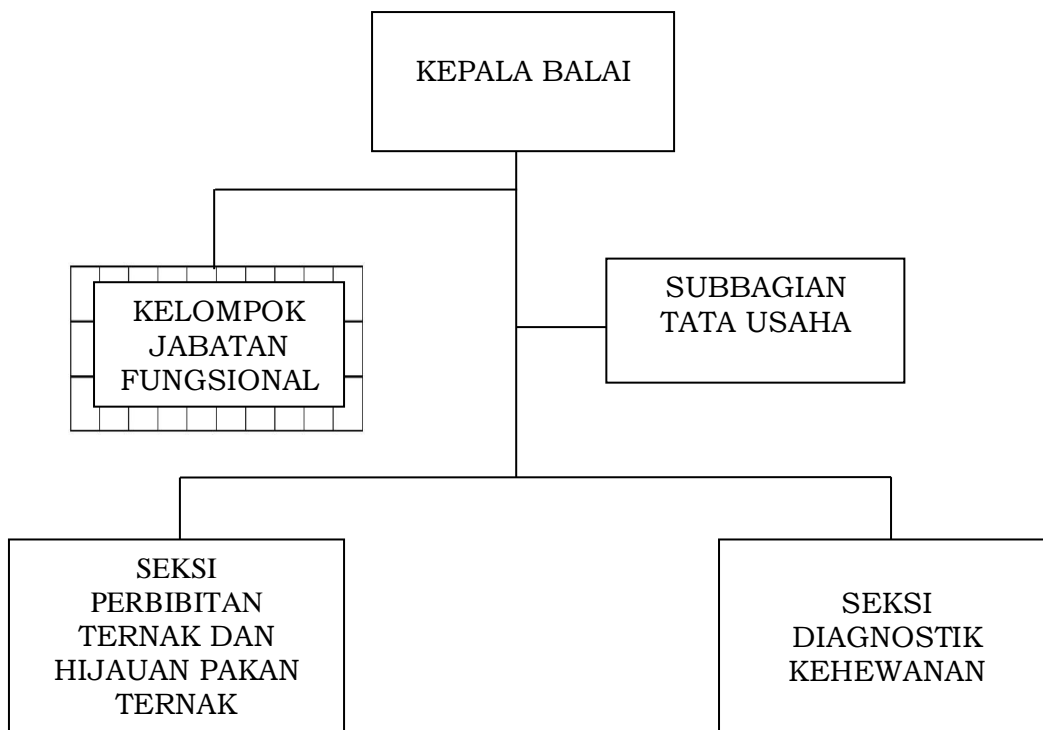 KEPALA BALAI
KELOMPOK
JABATAN
FUNGSIONAL
SUBBAGIAN
TATA USAHA
SEKSI
PERBIBITAN
TERNAK DAN
HIJAUAN PAKAN
TERNAK
SEKSI
DIAGNOSTIK
KEHEWANAN